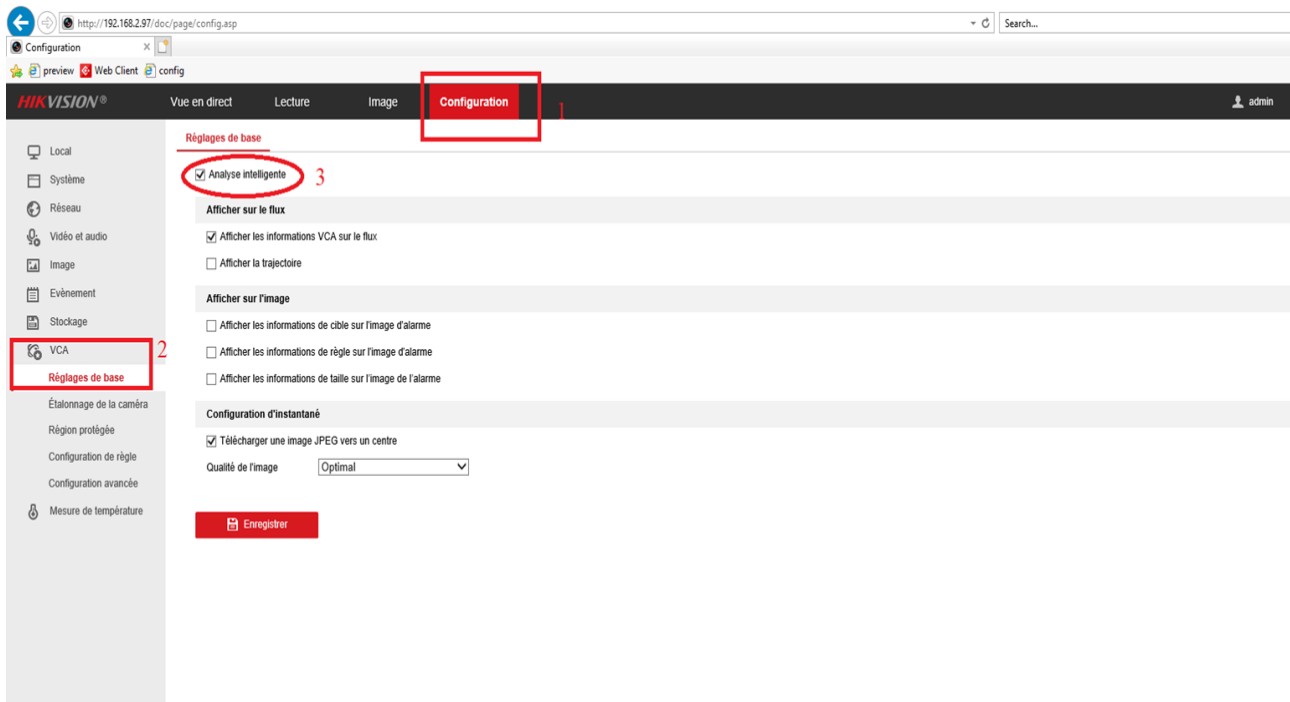 http://192.168.2.97/doc/page/config.asp
Search...
Configuration
preview Web Client config
HIKVISION® Vue en direct Lecture Image Configuration 1 admin
Réglages de base
Local
Analyse intelligente 3
Système
Réseau
Afficher sur le flux
Vidéo et audio
Afficher les informations VCA sur le flux
Image
Afficher la trajectoire
Evènement
Afficher sur l'image
Stockage
Afficher les informations de cible sur l'image d'alarme
VCA 2
Afficher les informations de règle sur l'image d'alarme
Réglages de base
Afficher les informations de taille sur l'image de l'alarme
Étalonnage de la caméra
Configuration d'instantané
Région protégée
Télécharger une image JPEG vers un centre
Configuration de règle
Qualité de l'image Optimal
Configuration avancée
Mesure de température
Enregistrer